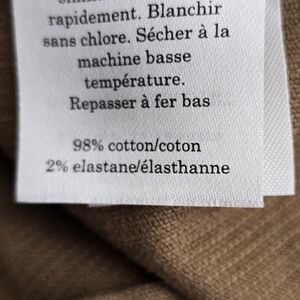 rapidement. Blanchir
sans chlore. Sécher à la
machine basse
température.
Repasser à fer bas
98% cotton/coton
2% elastane/élasthanne